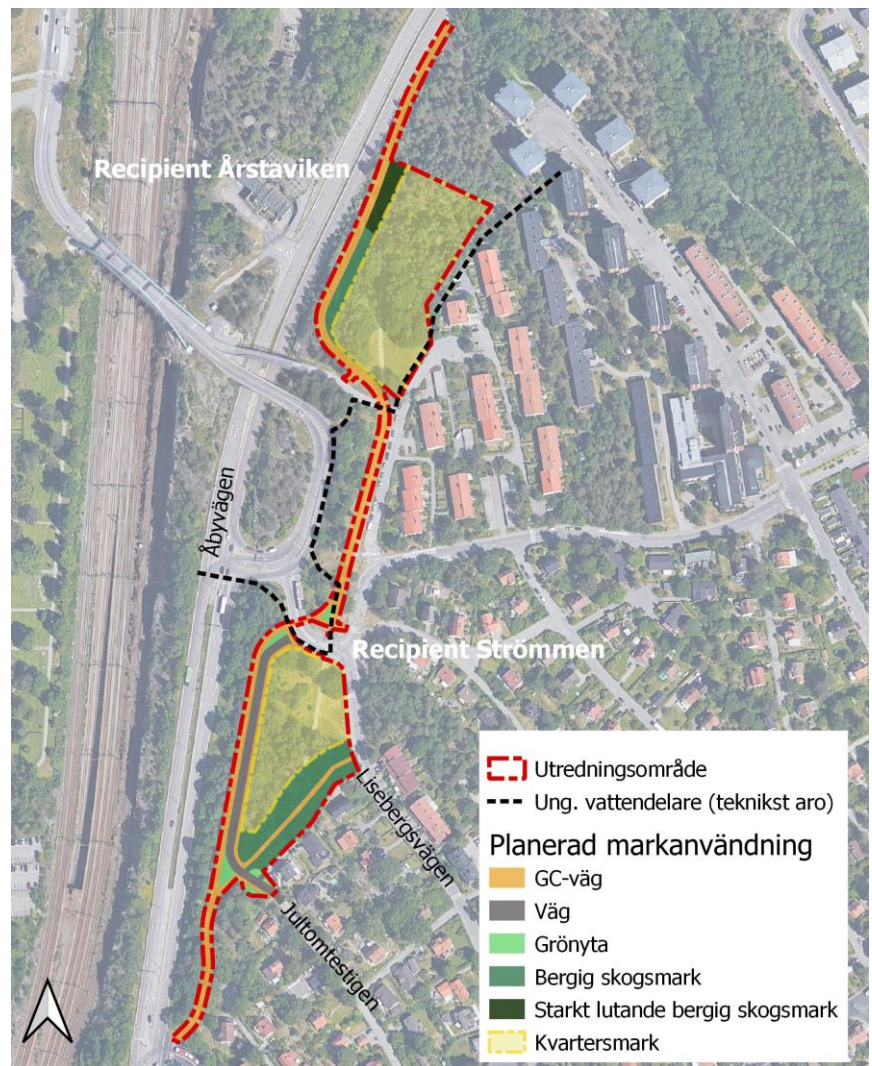 Recipient Årstaviken
Åbyvägen
Recipient Strömmen
Lisebergsvägen
Jultomtestigen
Utredningsområde
Ung. vattendelare (teknikst aro)
Planerad markanvändning
GC-väg
Väg
Grönyta
Bergig skogsmark
Starkt lutande bergig skogsmark
Kvartersmark